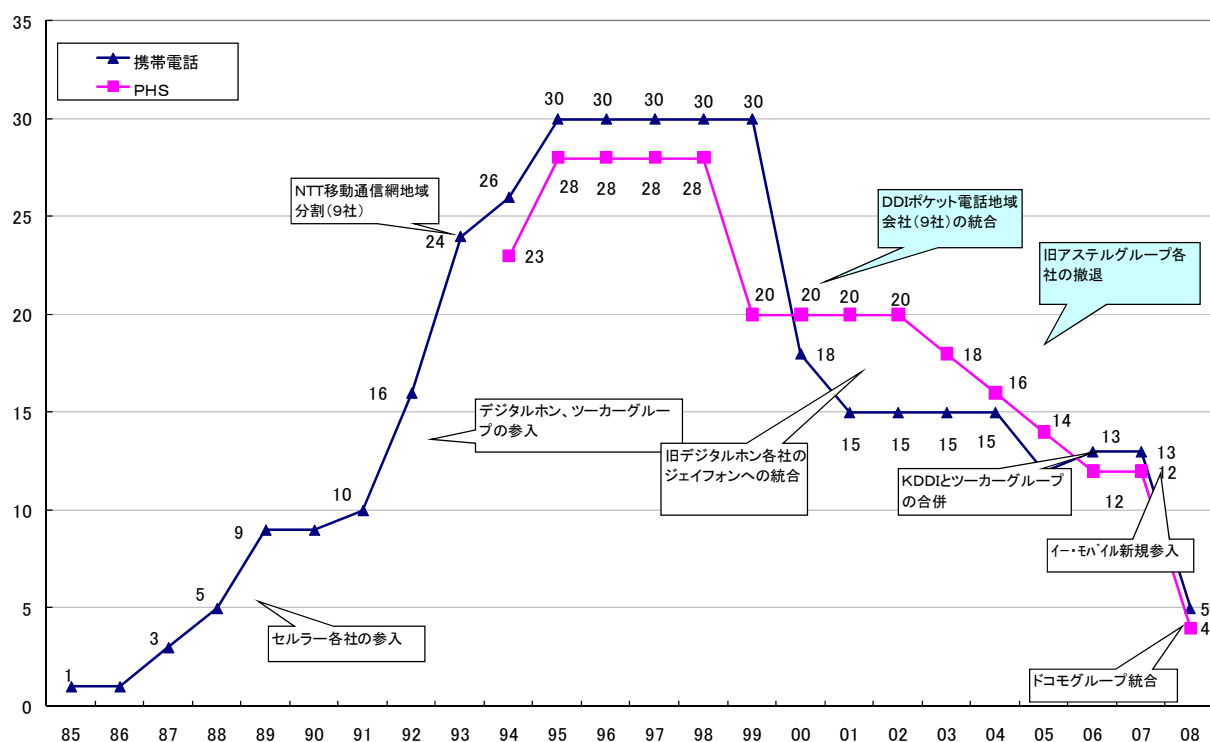 35
30
25
20
15
10
5
0
携帯電話
PHS
1
3
5
9
10
16
24
26
30
30
30
30
30
18
15
15
15
15
13
13
5
23
28
28
28
28
20
20
20
20
18
16
14
12
12
4
NTT移動通信網地域
分割(9社)
DDIポケット電話地域
会社(9社)の統合
旧アステルグループ各
社の撤退
デジタルホン、ツーカーグルー
プの参入
旧デジタルホン各社の
ジェイフォンへの統合
KDDIとツーカーグループ
の合併
イー・モバイル新規参入
セルラー各社の参入
ドコモグループ統合
85 86 87 88 89 90 91 92 93 94 95 96 97 98 99 00 01 02 03 04 05 06 07 08